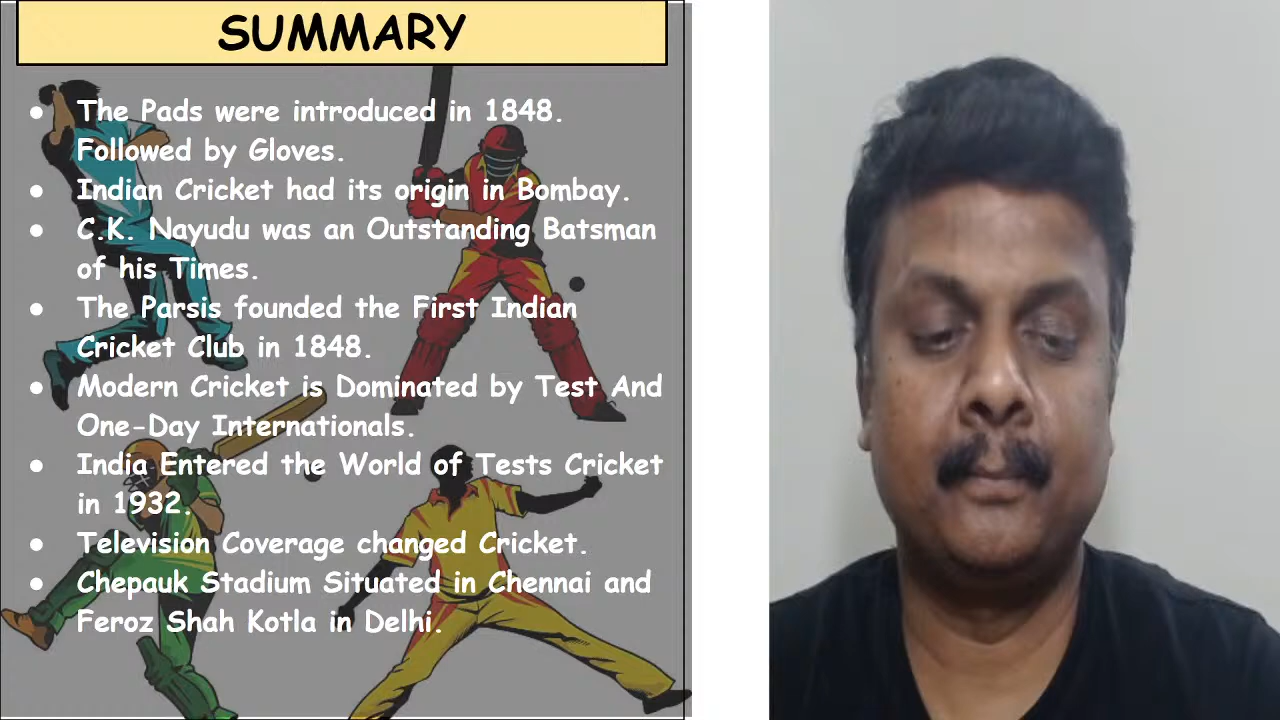 SUMMARY
● The Pads were introduced in 1848.
Followed by Gloves.
● Indian Cricket had its origin in Bombay.
● C.K. Nayudu was an Outstanding Batsman
of his Times.
● The Parsis founded the First Indian
Cricket Club in 1848.
● Modern Cricket is Dominated by Test And
One-Day Internationals.
● India Entered the World of Tests Cricket
in 1932.
● Television Coverage changed Cricket.
● Chepauk Stadium Situated in Chennai and
Feroz Shah Kotla in Delhi.